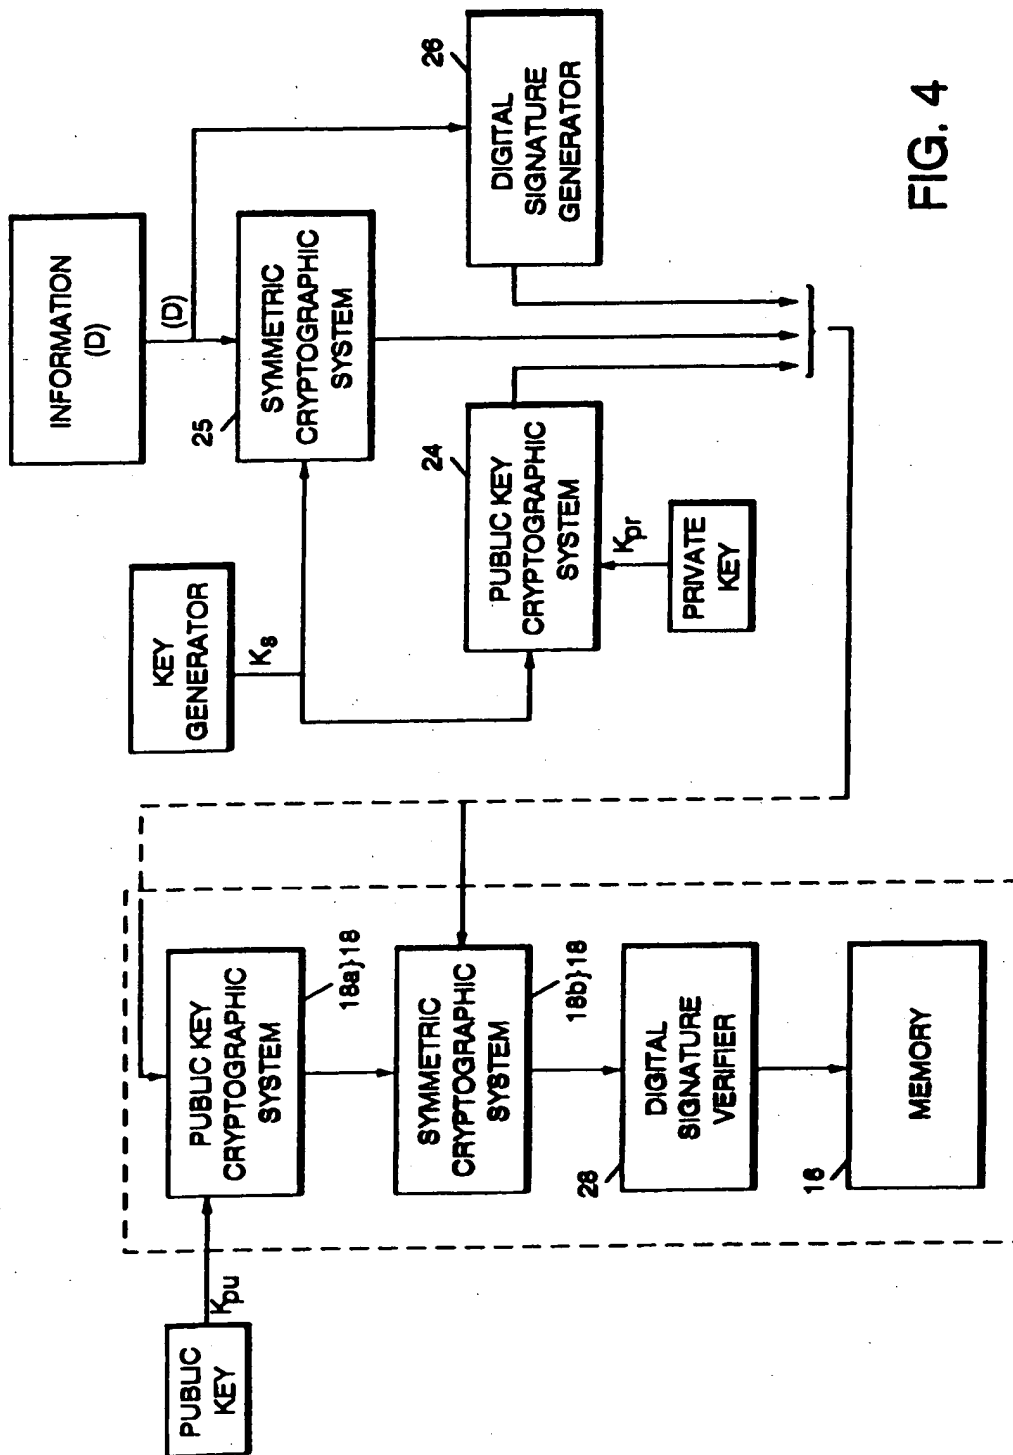 PUBLIC
KEY
Kpu
PUBLIC KEY
CRYPTOGRAPHIC
SYSTEM
18a}18
SYMMETRIC
CRYPTOGRAPHIC
SYSTEM
18b}18
28
DIGITAL
SIGNATURE
VERIFIER
16
MEMORY
KEY
GENERATOR
Ks
INFORMATION
(D)
(D)
25
SYMMETRIC
CRYPTOGRAPHIC
SYSTEM
24
PUBLIC KEY
CRYPTOGRAPHIC
SYSTEM
Kpr
PRIVATE
KEY
26
DIGITAL
SIGNATURE
GENERATOR
FIG. 4